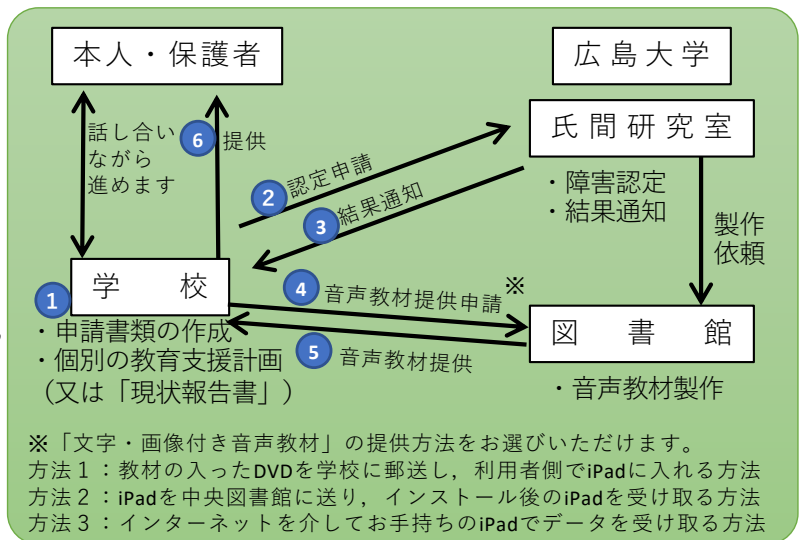 本人・保護者
広島大学
氏間研究室
・障害認定
・結果通知
話し合い
ながら
進めます
6 提供
2 認定申請
3 結果通知
製作
依頼
1 学校
・申請書類の作成
・個別の教育支援計画
（又は「現状報告書」）
4 音声教材提供申請※
5 音声教材提供
図書館
・音声教材製作
※「文字・画像付き音声教材」の提供方法をお選びいただけます。
方法１：教材の入ったDVDを学校に郵送し，利用者側でiPadに入れる方法
方法２：iPadを中央図書館に送り，インストール後のiPadを受け取る方法
方法３：インターネットを介してお手持ちのiPadでデータを受け取る方法